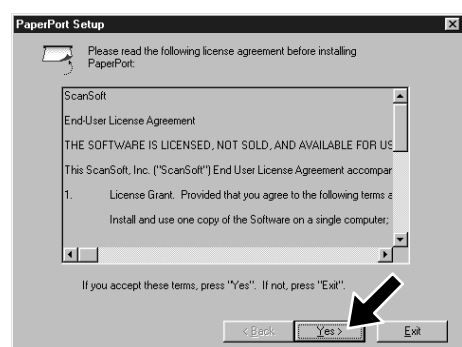 PaperPort Setup
Please read the following license agreement before installing
PaperPort:
ScanSoft
End-User License Agreement
THE SOFTWARE IS LICENSED, NOT SOLD, AND AVAILABLE FOR US
This ScanSoft, Inc. ("ScanSoft") End User License Agreement accompan
1. License Grant. Provided that you agree to the following terms a
Install and use one copy of the Software on a single computer;
If you accept these terms, press "Yes". If not, press "Exit".
< Back
Yes >
Exit